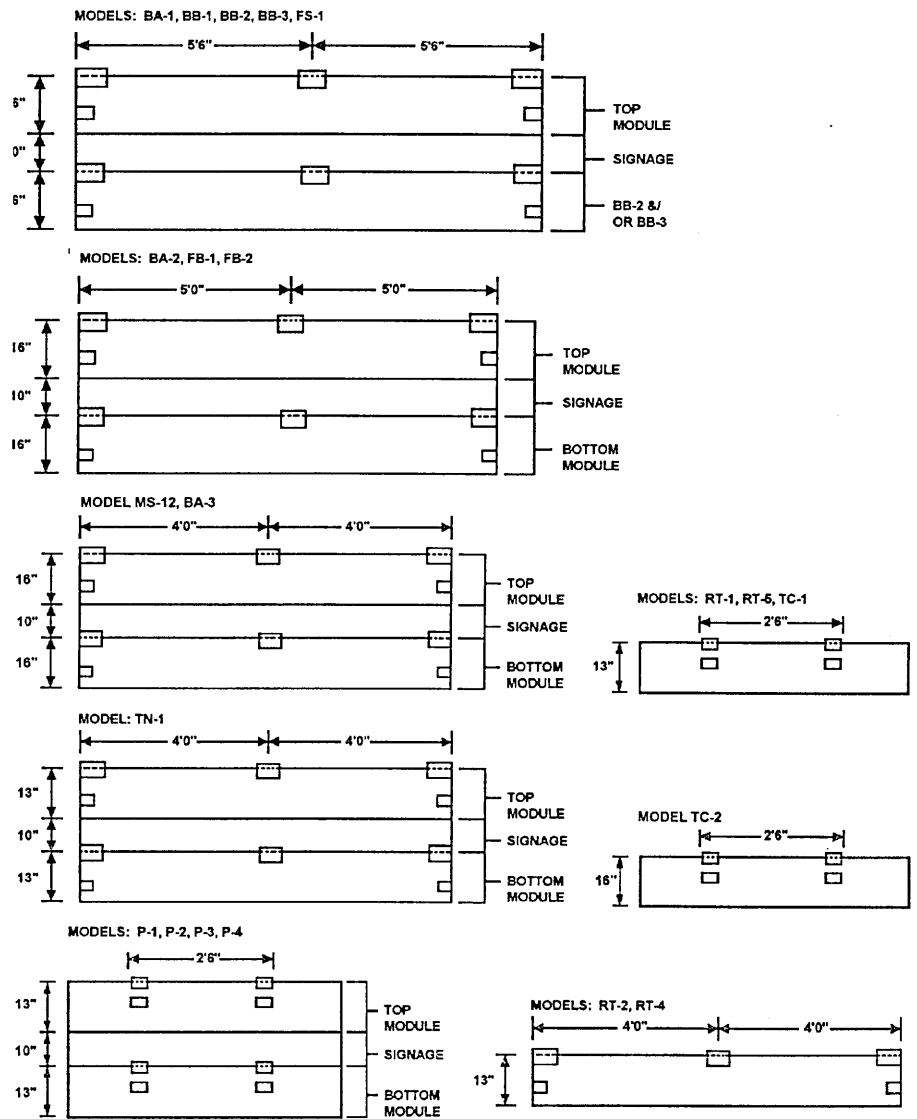 MODELS: BA-1, BB-1, BB-2, BB-3, FS-1
5'6" 5'6"
6"
TOP
MODULE
0"
SIGNAGE
6"
BB-2 &/
OR BB-3
MODELS: BA-2, FB-1, FB-2
5'0" 5'0"
16"
TOP
MODULE
10"
SIGNAGE
16"
BOTTOM
MODULE
MODEL MS-12, BA-3
4'0" 4'0"
16"
TOP
MODULE
10"
SIGNAGE
16"
BOTTOM
MODULE
MODELS: RT-1, RT-5, TC-1
2'6"
13"
MODEL: TN-1
4'0" 4'0"
13"
TOP
MODULE
10"
SIGNAGE
13"
BOTTOM
MODULE
MODEL TC-2
2'6"
16"
MODELS: P-1, P-2, P-3, P-4
2'6"
13"
TOP
MODULE
10"
SIGNAGE
13"
BOTTOM
MODULE
MODELS: RT-2, RT-4
4'0" 4'0"
13"